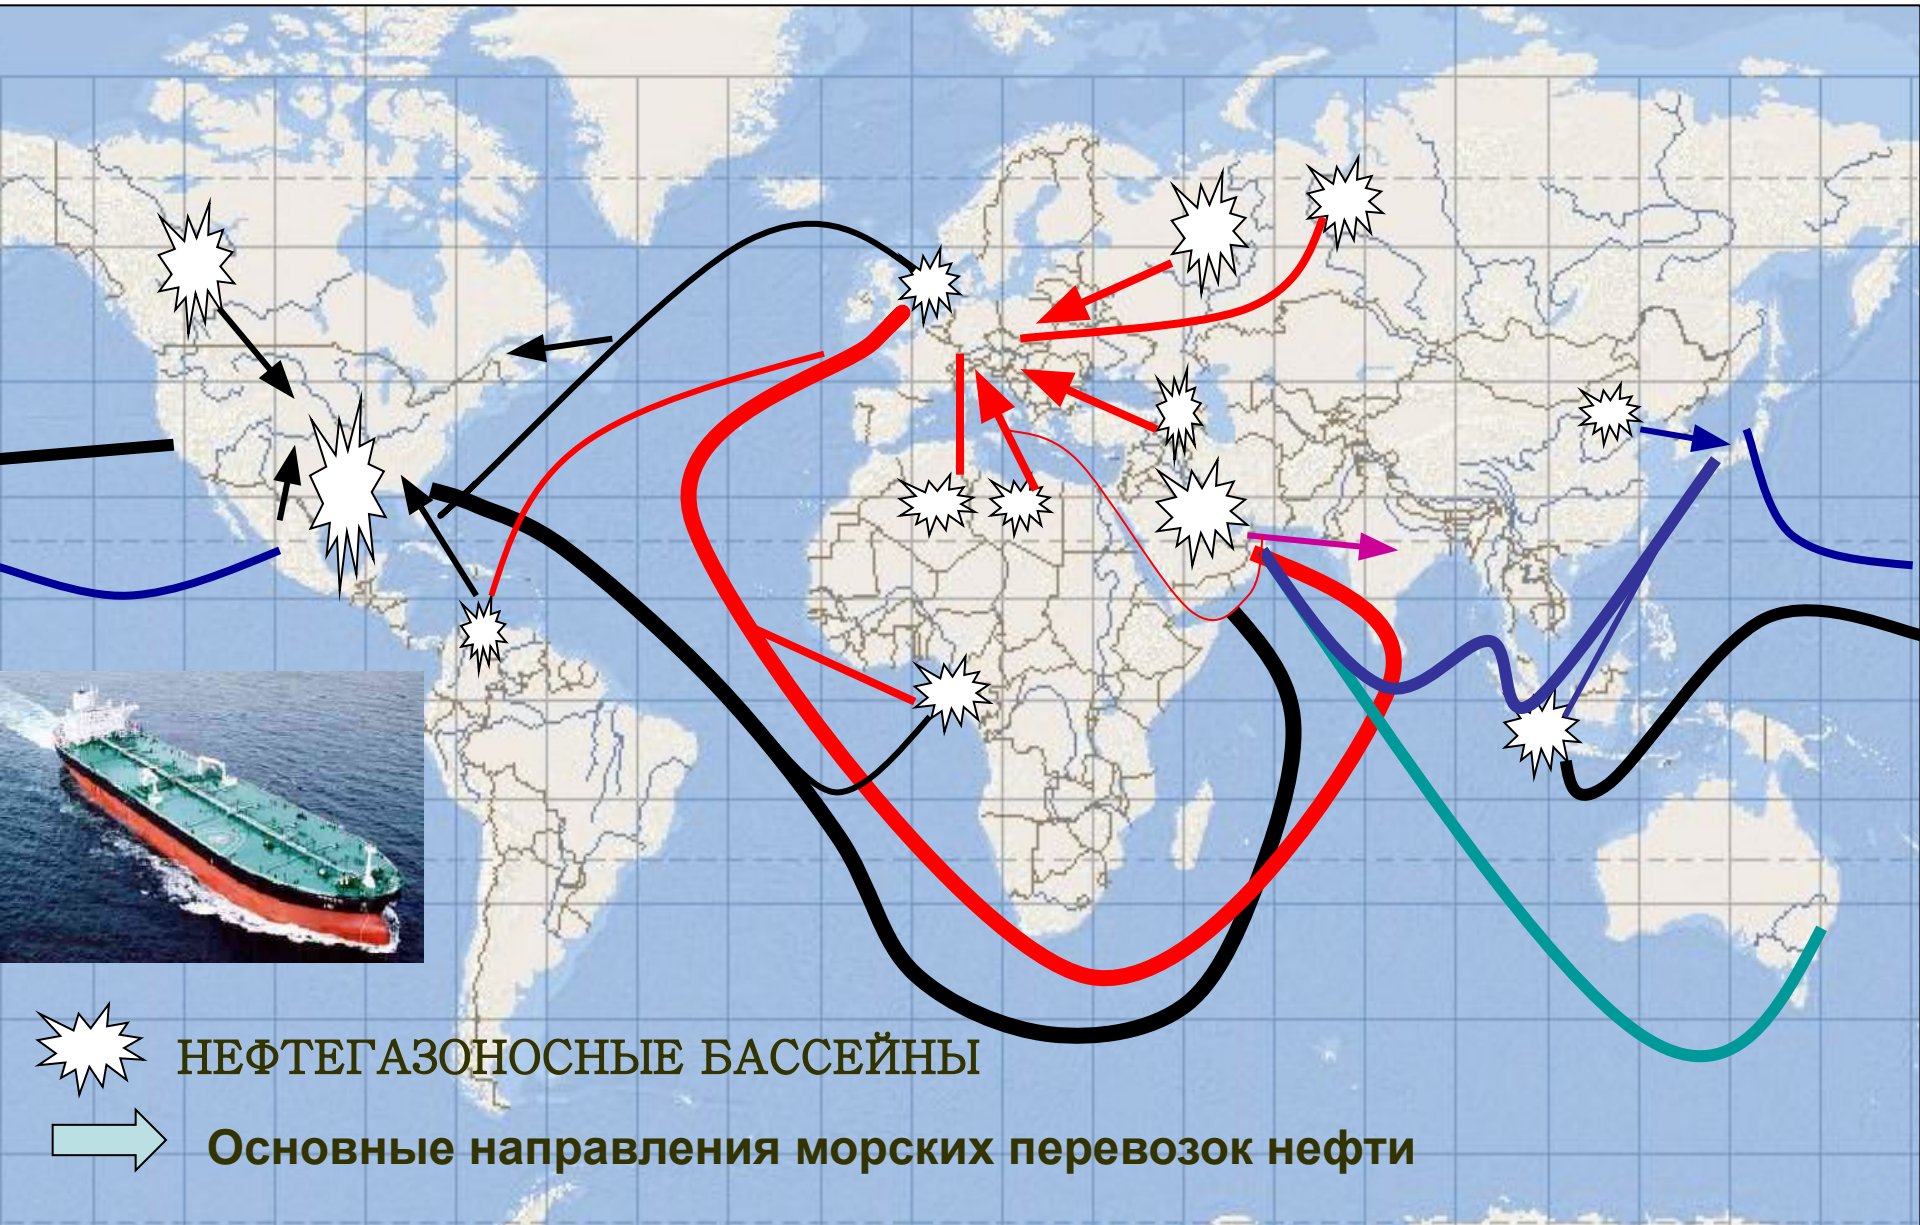 НЕФТЕГАЗОНОСНЫЕ БАССЕЙНЫ
Основные направления морских перевозок нефти